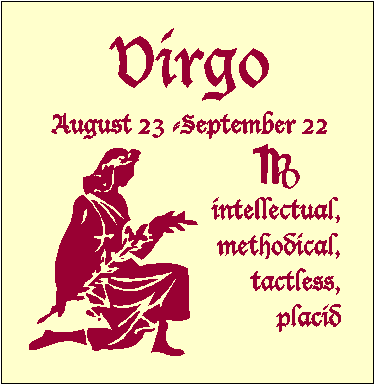 Virgo
August 23 -September 22
♍
intellectual,
methodical,
tactless,
placid